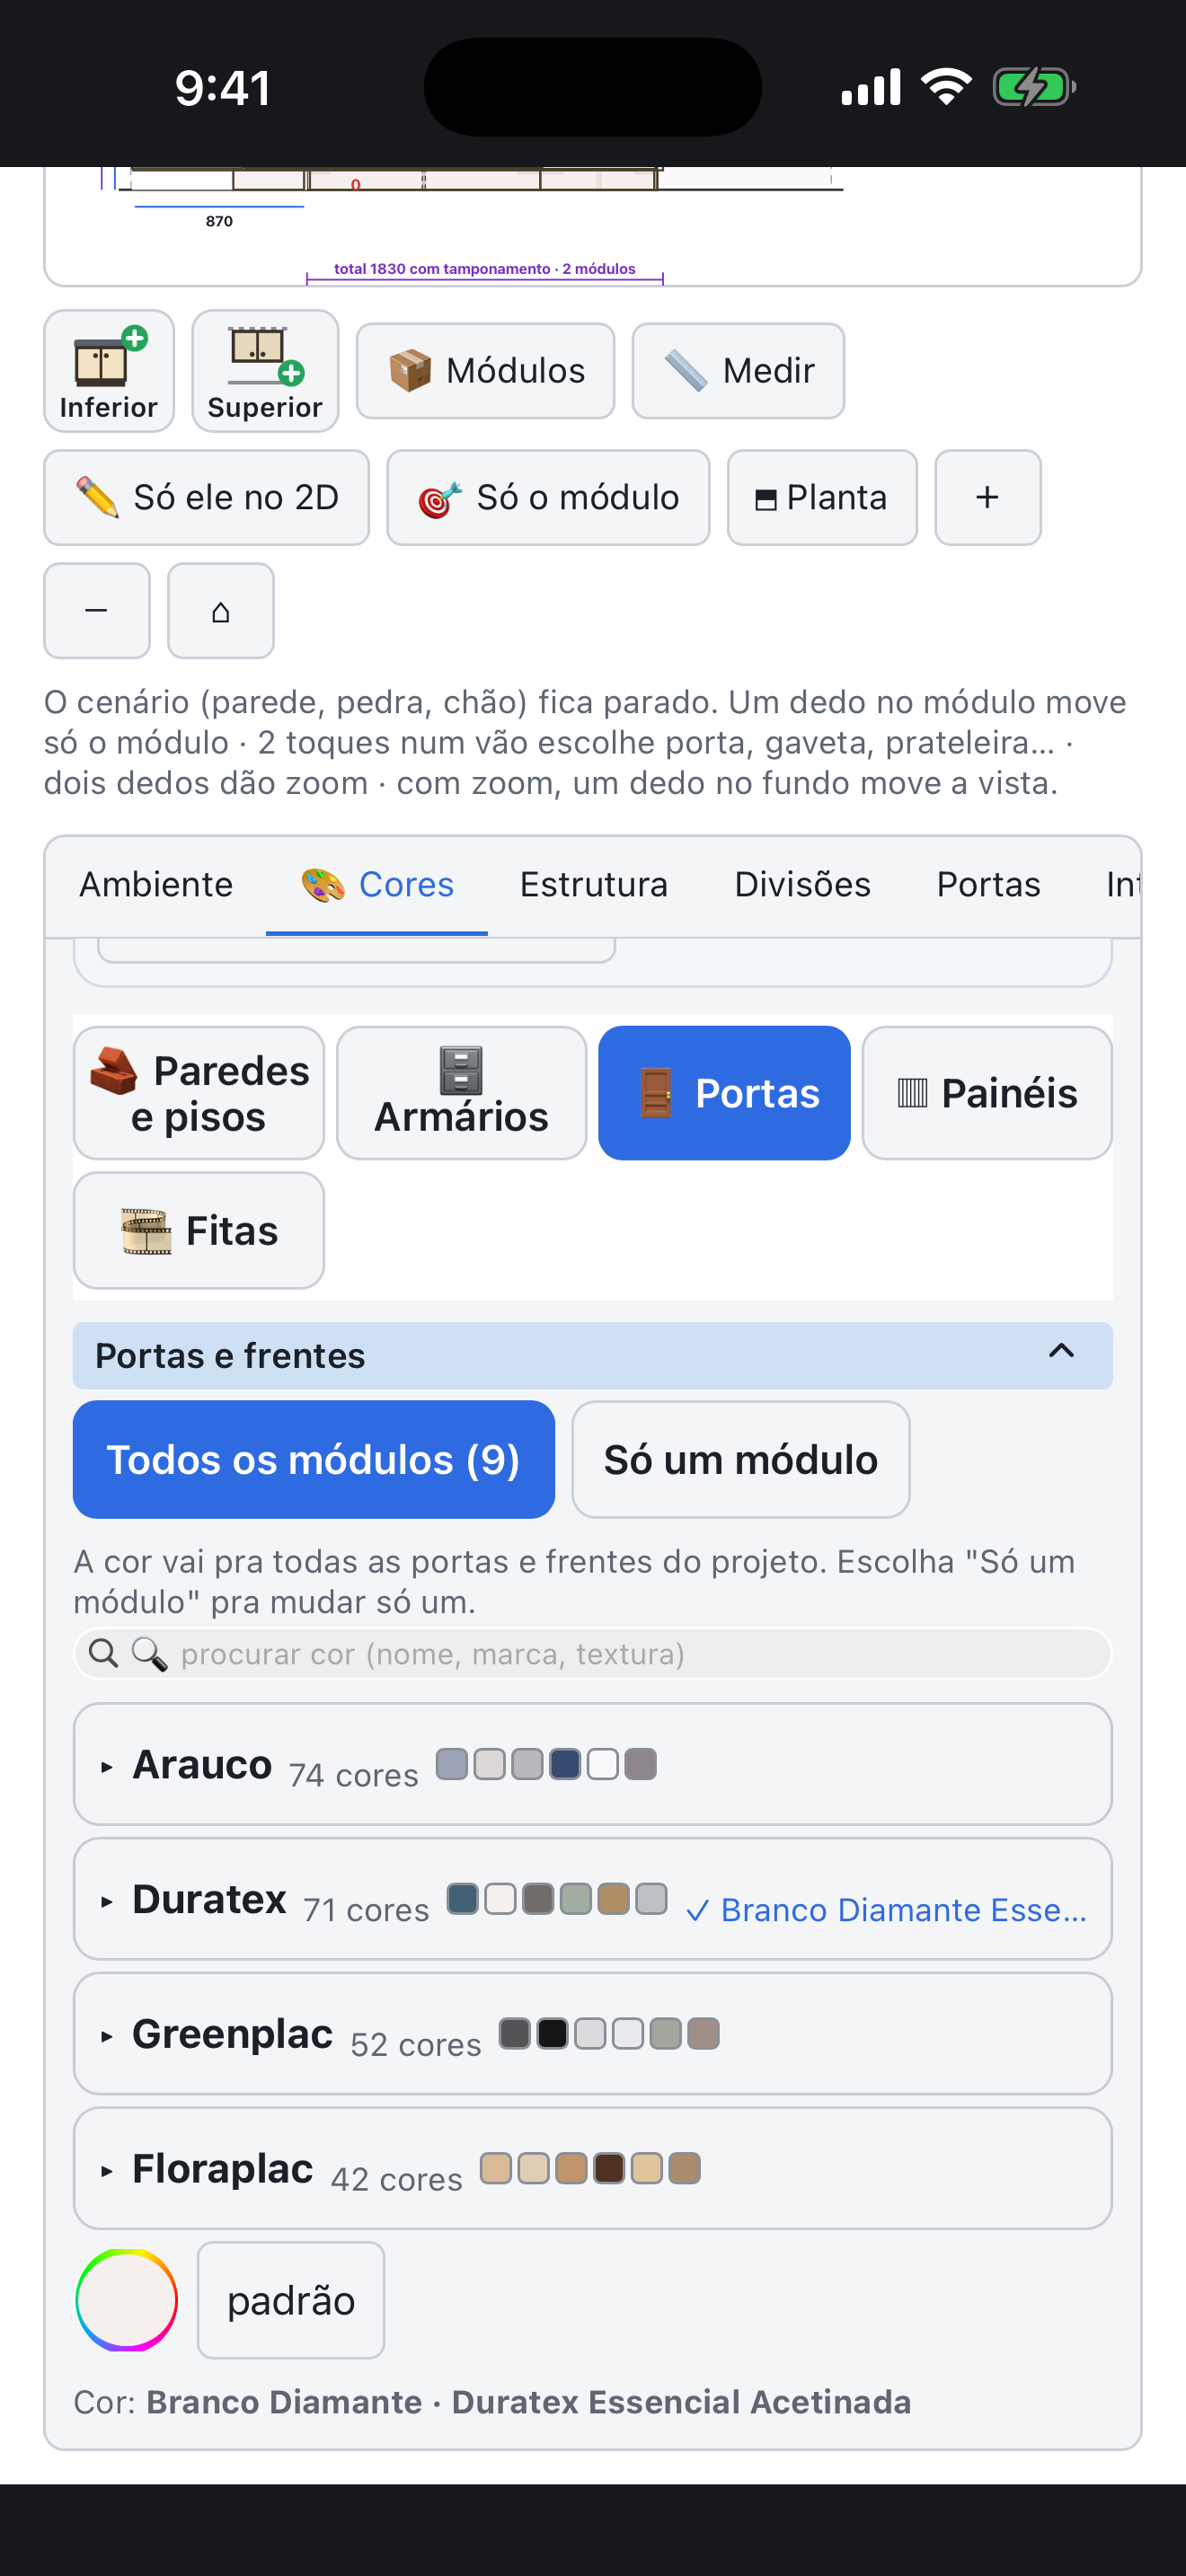 9:41
0
870
total 1830 com tamponamento · 2 módulos
Inferior
Superior
Módulos
Medir
Só ele no 2D
Só o módulo
Planta
+
−
O cenário (parede, pedra, chão) fica parado. Um dedo no módulo move
só o módulo · 2 toques num vão escolhe porta, gaveta, prateleira... ·
dois dedos dão zoom · com zoom, um dedo no fundo move a vista.
Ambiente
Cores
Estrutura
Divisões
Portas
Int
Paredes
e pisos
Armários
Portas
Painéis
Fitas
Portas e frentes
Todos os módulos (9)
Só um módulo
A cor vai pra todas as portas e frentes do projeto. Escolha "Só um
módulo" pra mudar só um.
procurar cor (nome, marca, textura)
Arauco 74 cores
Duratex 71 cores ✓ Branco Diamante Esse...
Greenplac 52 cores
Floraplac 42 cores
padrão
Cor: Branco Diamante · Duratex Essencial Acetinada